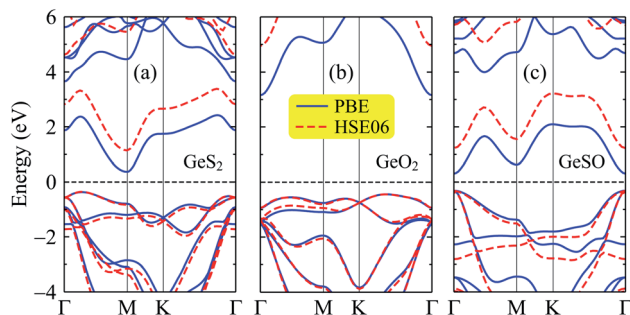 6
4
2
0
−2
−4
Energy (eV)
(a)
(b)
(c)
PBE
HSE06
GeS₂
GeO₂
GeSO
Γ M K Γ
Γ M K Γ
Γ M K Γ